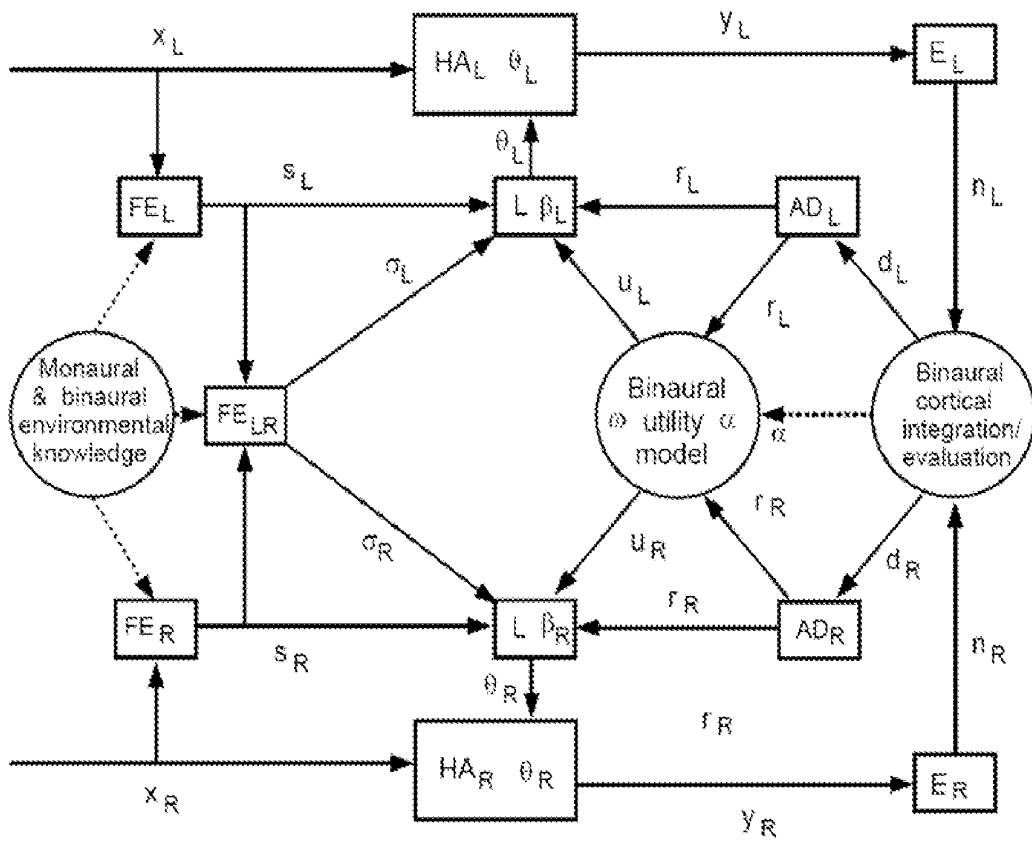 x L
y L
HA L θ L
E L
θ L
s L
r L
n L
FE L
L β L
AD L
d L
σ L
u L
r L
Monaural
& binaural
environmental
knowledge
FE LR
Binaural
ω utility α
model
α
Binaural
cortical
integration/
evaluation
r R
σ R
u R
d R
r R
FE R
L β R
AD R
s R
n R
θ R
r R
HA R θ R
E R
x R
y R